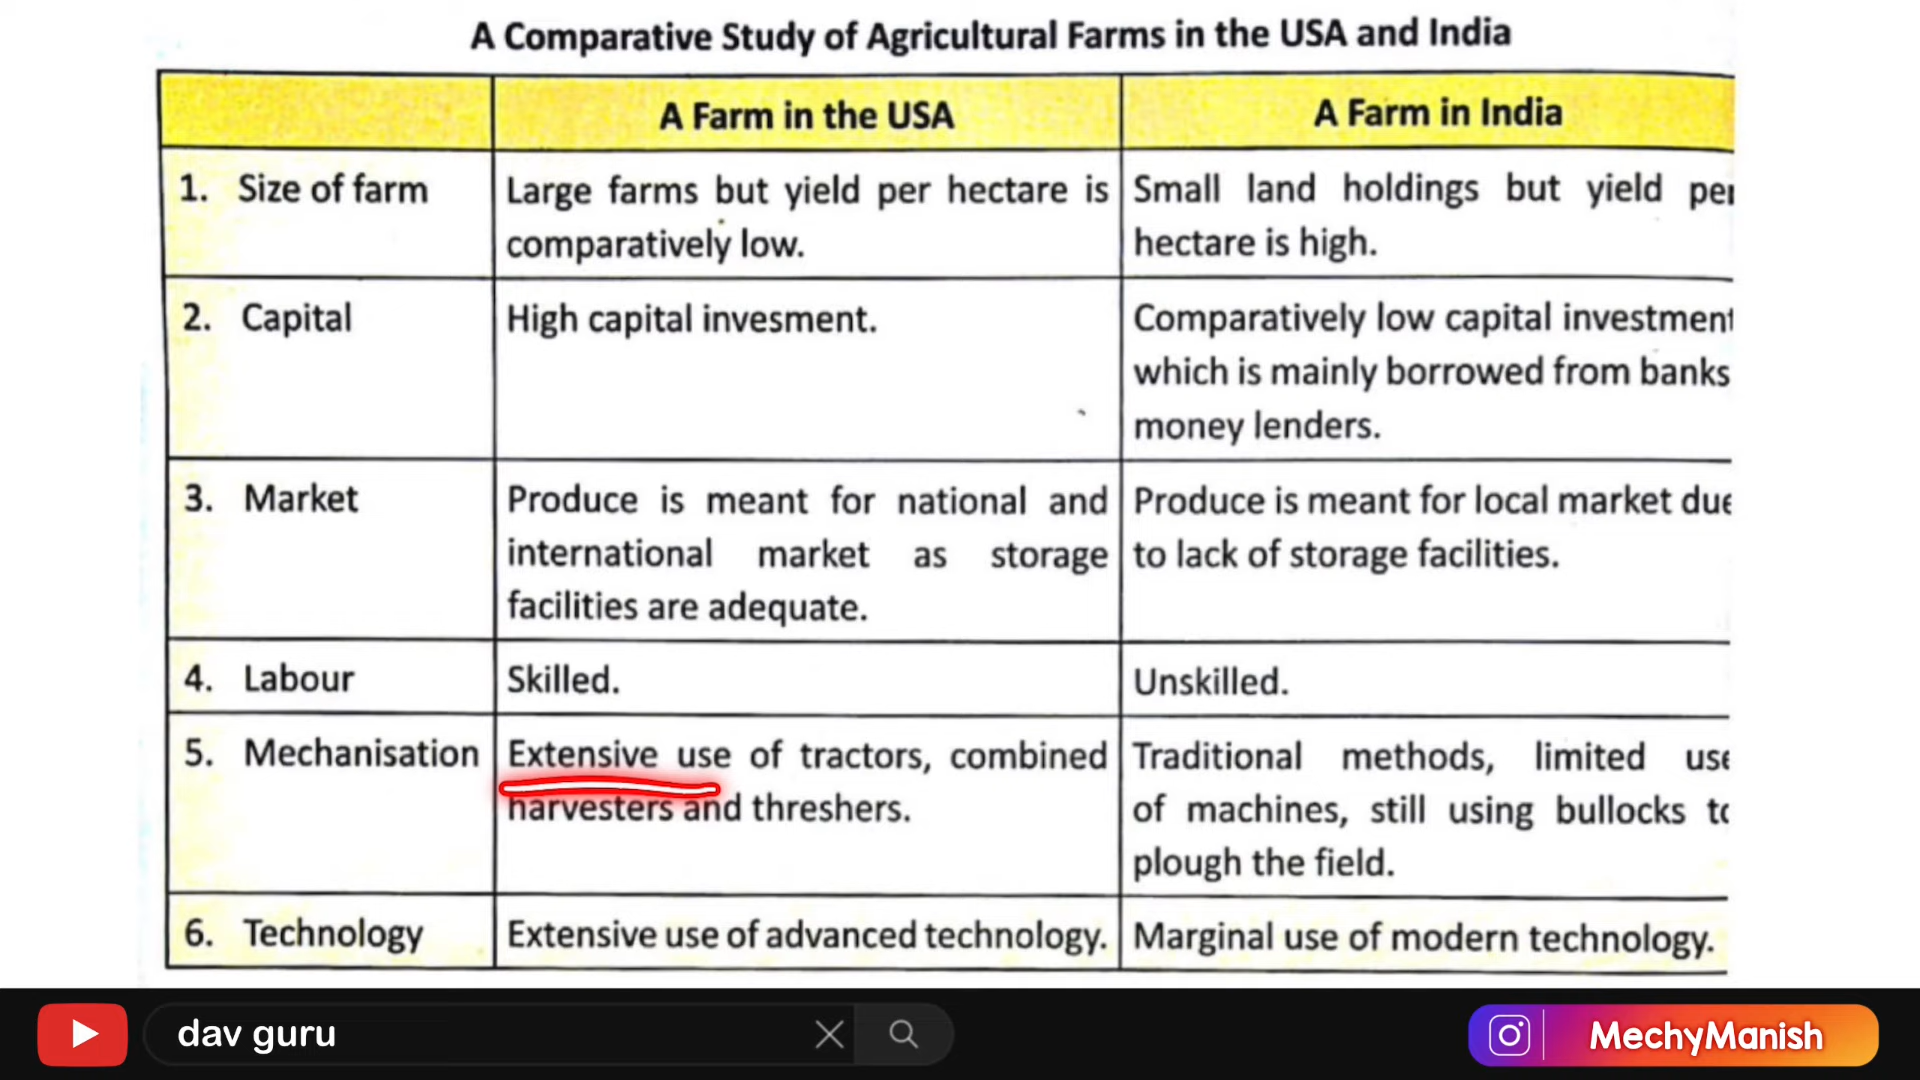 A Comparative Study of Agricultural Farms in the USA and India
A Farm in the USA
A Farm in India
1. Size of farm
Large farms but yield per hectare is
comparatively low.
Small land holdings but yield per
hectare is high.
2. Capital
High capital invesment.
Comparatively low capital investment
which is mainly borrowed from banks
money lenders.
3. Market
Produce is meant for national and
international market as storage
facilities are adequate.
Produce is meant for local market due
to lack of storage facilities.
4. Labour
Skilled.
Unskilled.
5. Mechanisation
Extensive use of tractors, combined
harvesters and threshers.
Traditional methods, limited use
of machines, still using bullocks to
plough the field.
6. Technology
Extensive use of advanced technology.
Marginal use of modern technology.
dav guru
MechyManish